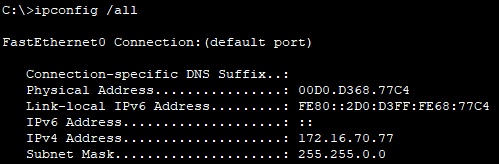 C:\>ipconfig /all
FastEthernet0 Connection:(default port)
Connection-specific DNS Suffix..:
Physical Address................: 00D0.D368.77C4
Link-local IPv6 Address.........: FE80::2D0:D3FF:FE68:77C4
IPv6 Address....................: ::
IPv4 Address....................: 172.16.70.77
Subnet Mask.....................: 255.255.0.0